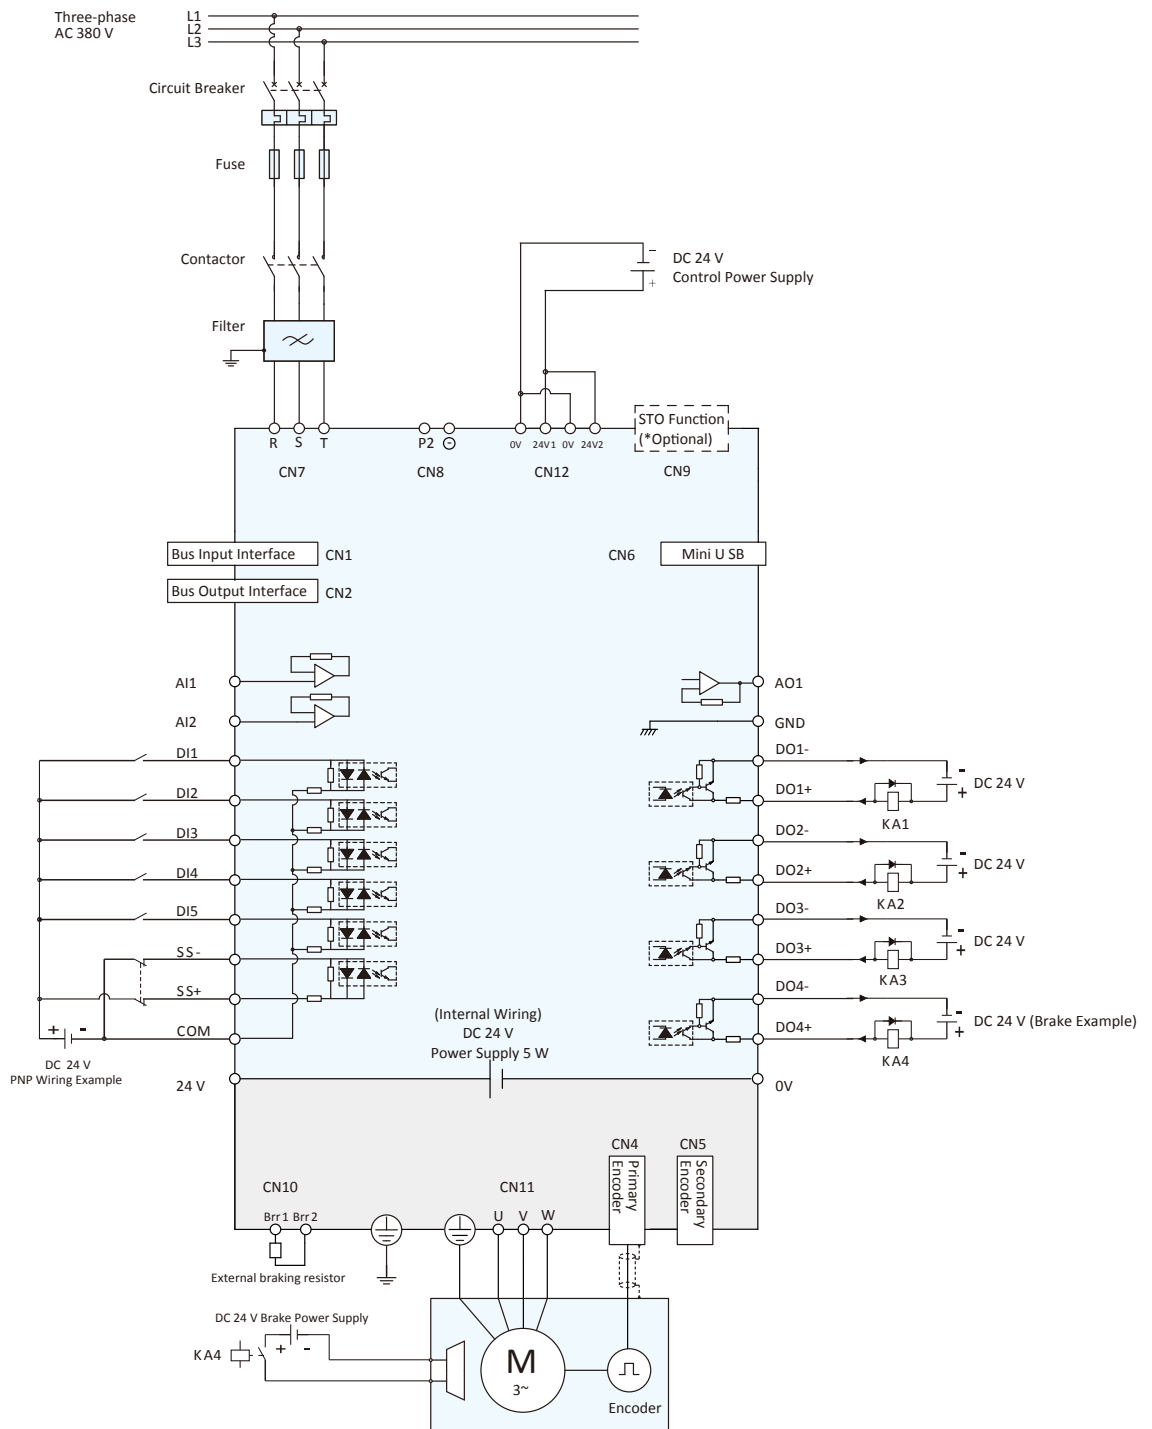 Three-phase
AC 380 V
L1
L2
L3
Circuit Breaker
Fuse
Contactor
DC 24 V
Control Power Supply
Filter
STO Function
(*Optional)
R S T
P2 -
0V 24V1 0V 24V2
CN7
CN8
CN12
CN9
Bus Input Interface CN1
CN6 Mini U SB
Bus Output Interface CN2
AI1
AO1
AI2
GND
DI1
DO1-
DC 24 V
- +
DI2
DO1+
KA1
DI3
DO2-
DC 24 V
- +
DI4
DO2+
KA2
DI5
DO3-
DC 24 V
- +
SS-
DO3+
KA3
SS+
DO4-
DC 24 V (Brake Example)
- +
COM
DO4+
KA4
+ -
DC 24 V
PNP Wiring Example
(Internal Wiring)
DC 24 V
Power Supply 5 W
24 V
0V
CN4
CN5
Primary
Encoder
Secondary
Encoder
CN10
CN11
Brr1 Brr2
U V W
External braking resistor
DC 24 V Brake Power Supply
KA4
+ -
M
3~
Encoder